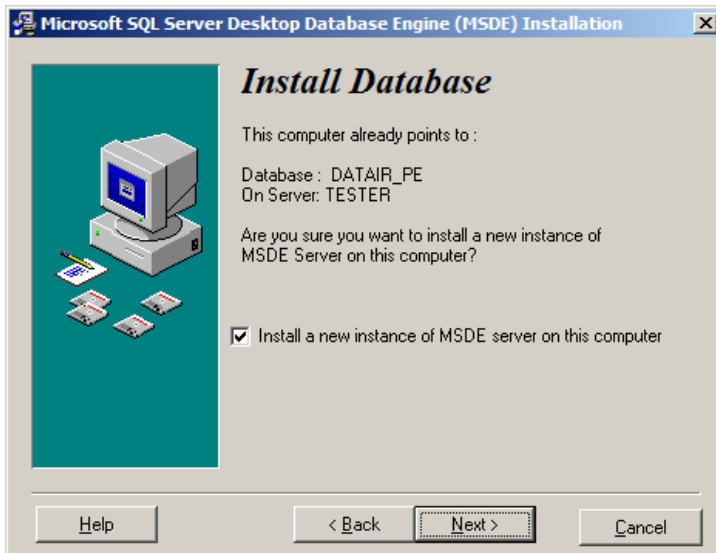 Microsoft SQL Server Desktop Database Engine (MSDE) Installation
Install Database
This computer already points to :
Database : DATAIR_PE
On Server: TESTER
Are you sure you want to install a new instance of
MSDE Server on this computer?
Install a new instance of MSDE server on this computer
Help
< Back
Next >
Cancel